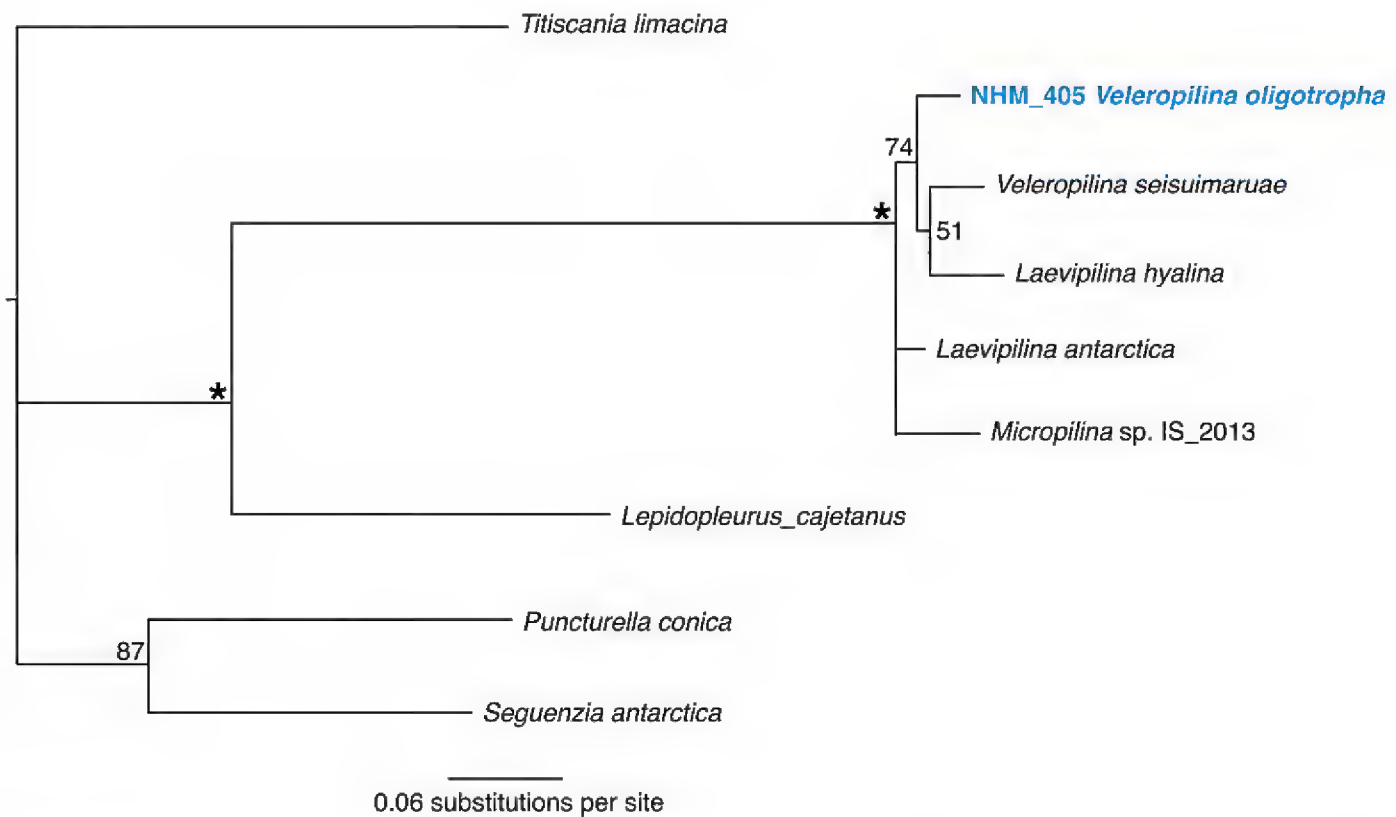 Titiscania limacina
NHM_405 Veleropilina oligotropha
74
Veleropilina seisuimaruae
*
51
Laevipilina hyalina
Laevipilina antarctica
*
Micropilina sp. IS_2013
Lepidopleurus_cajetanus
Puncturella conica
87
Seguenzia antarctica
0.06 substitutions per site